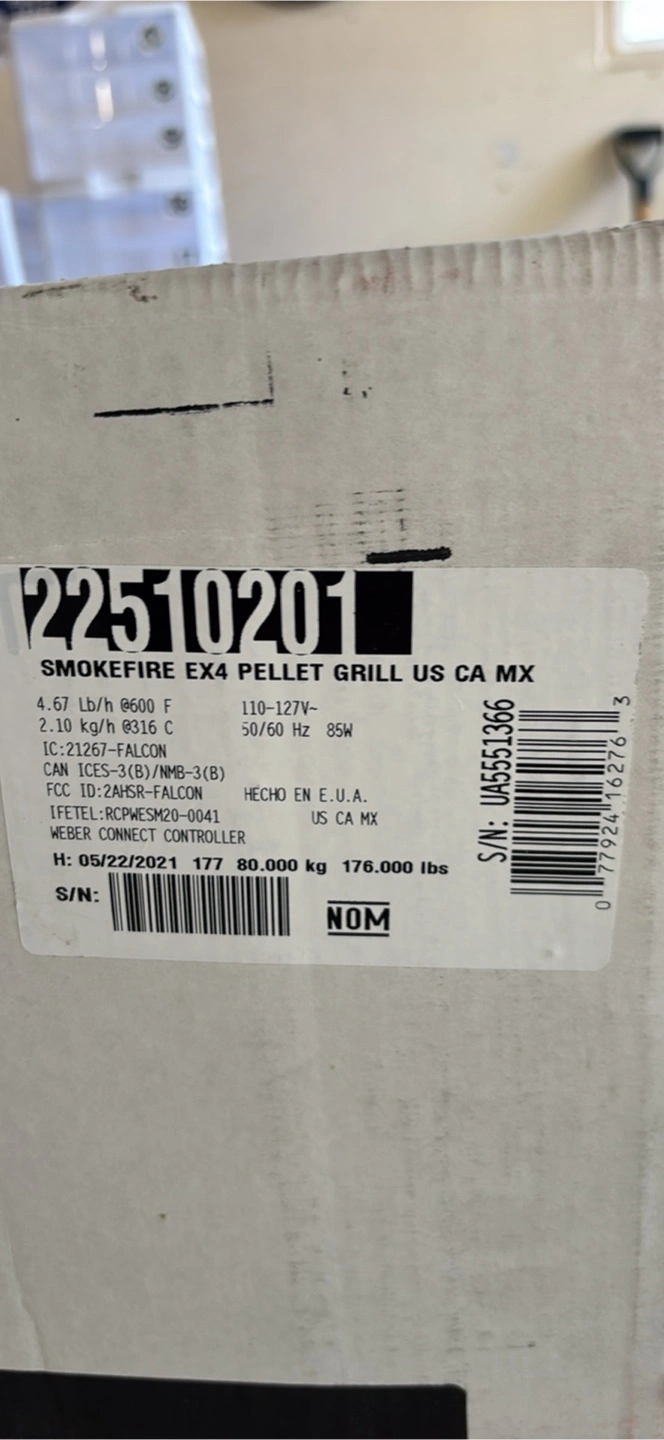 22510201
SMOKEFIRE EX4 PELLET GRILL US CA MX
4.67 Lb/h @600 F
110-127V~
2.10 kg/h @316 C
50/60 Hz 85W
IC:21267-FALCON
CAN ICES-3(B)/NMB-3(B)
FCC ID:2AHSR-FALCON
HECHO EN E.U.A.
IFETEL:RCPWESM20-0041
US CA MX
WEBER CONNECT CONTROLLER
H: 05/22/2021 177 80.000 kg 176.000 lbs
S/N:
NOM
S/N: UA5551366
0 77924 16276 3